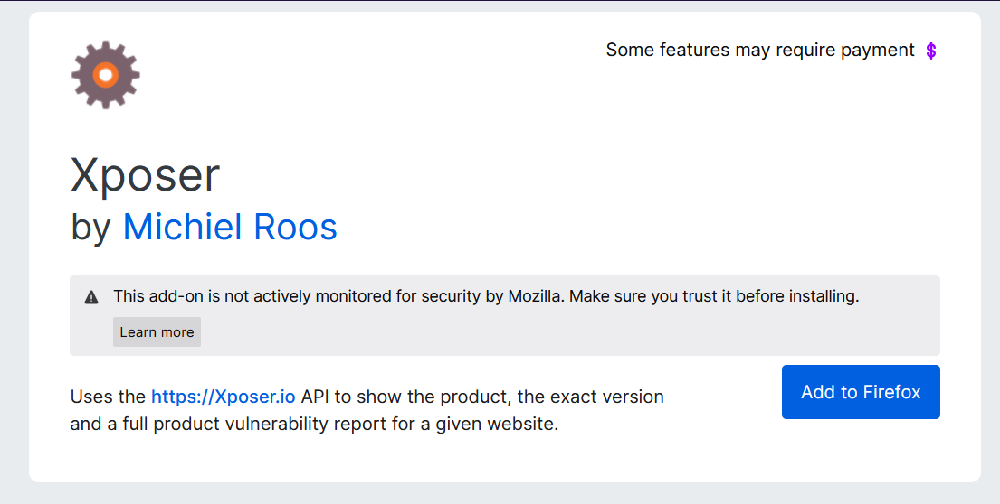 Some features may require payment $
Xposer
by Michiel Roos
This add-on is not actively monitored for security by Mozilla. Make sure you trust it before installing.
Learn more
Uses the https://Xposer.io API to show the product, the exact version
and a full product vulnerability report for a given website.
Add to Firefox